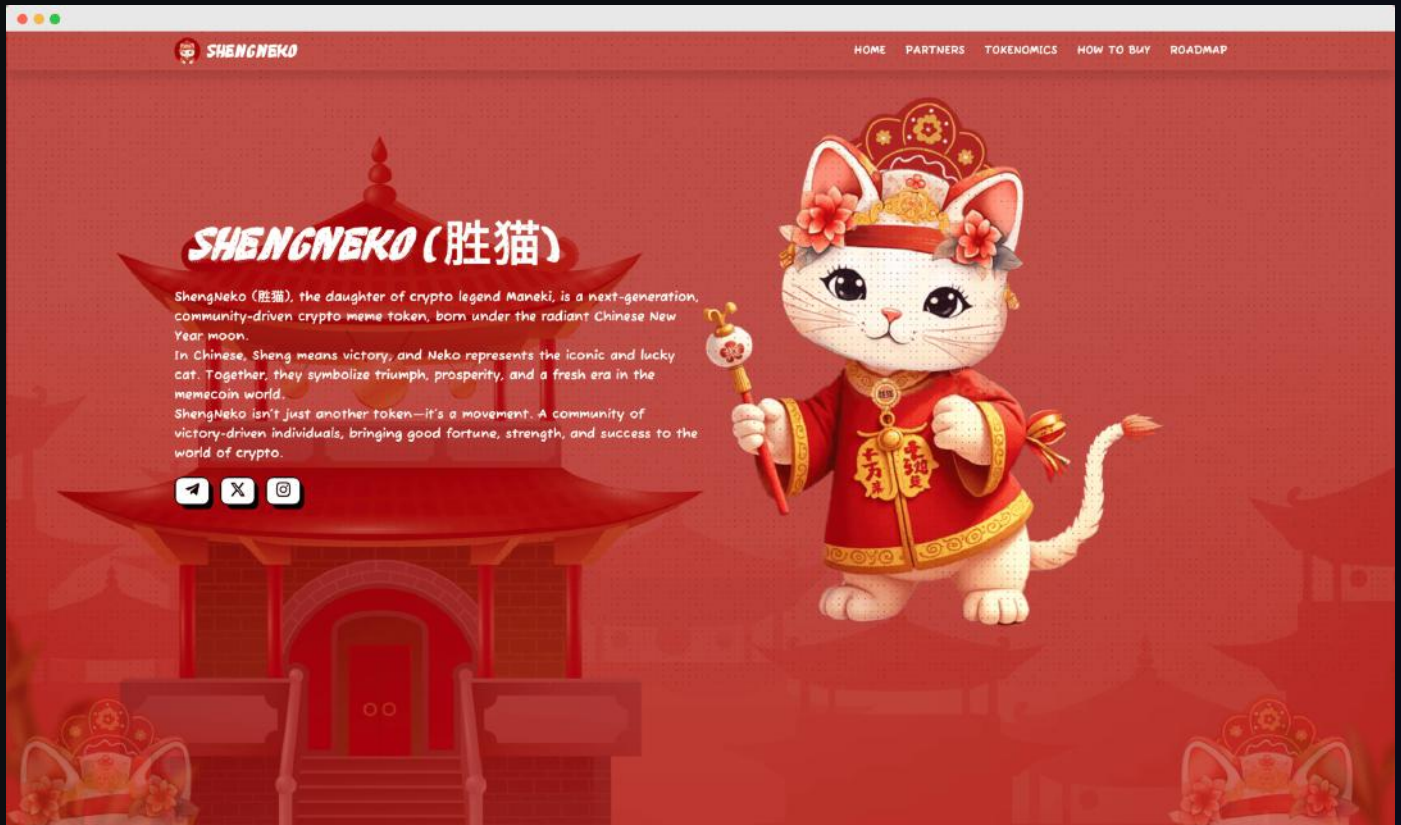 SHENGNEKO
HOME PARTNERS TOKENOMICS HOW TO BUY ROADMAP
SHENGNEKO (胜猫)
ShengNeko (胜猫), the daughter of crypto legend Maneki, is a next-generation,
community-driven crypto meme token, born under the radiant Chinese New
Year moon.
In Chinese, Sheng means victory, and Neko represents the iconic and lucky
cat. Together, they symbolize triumph, prosperity, and a fresh era in the
memecoin world.
ShengNeko isn't just another token—it's a movement. A community of
victory-driven individuals, bringing good fortune, strength, and success to the
world of crypto.